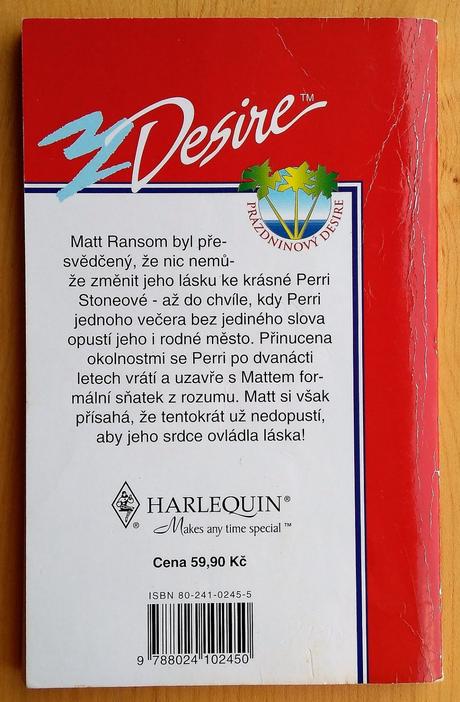 Desire™
PRÁZDNINOVÝ DESIRE
Matt Ransom byl pře-
svědčený, že nic nemů-
že změnit jeho lásku ke krásné Perri
Stoneové - až do chvíle, kdy Perri
jednoho večera bez jediného slova
opustí jeho i rodné město. Přinucena
okolnostmi se Perri po dvanácti
letech vrátí a uzavře s Mattem for-
mální sňatek z rozumu. Matt si však
přísahá, že tentokrát už nedopustí,
aby jeho srdce ovládla láska!
® HARLEQUIN®
Makes any time special™
Cena 59,90 Kč
ISBN 80-241-0245-5
9 788024 102450